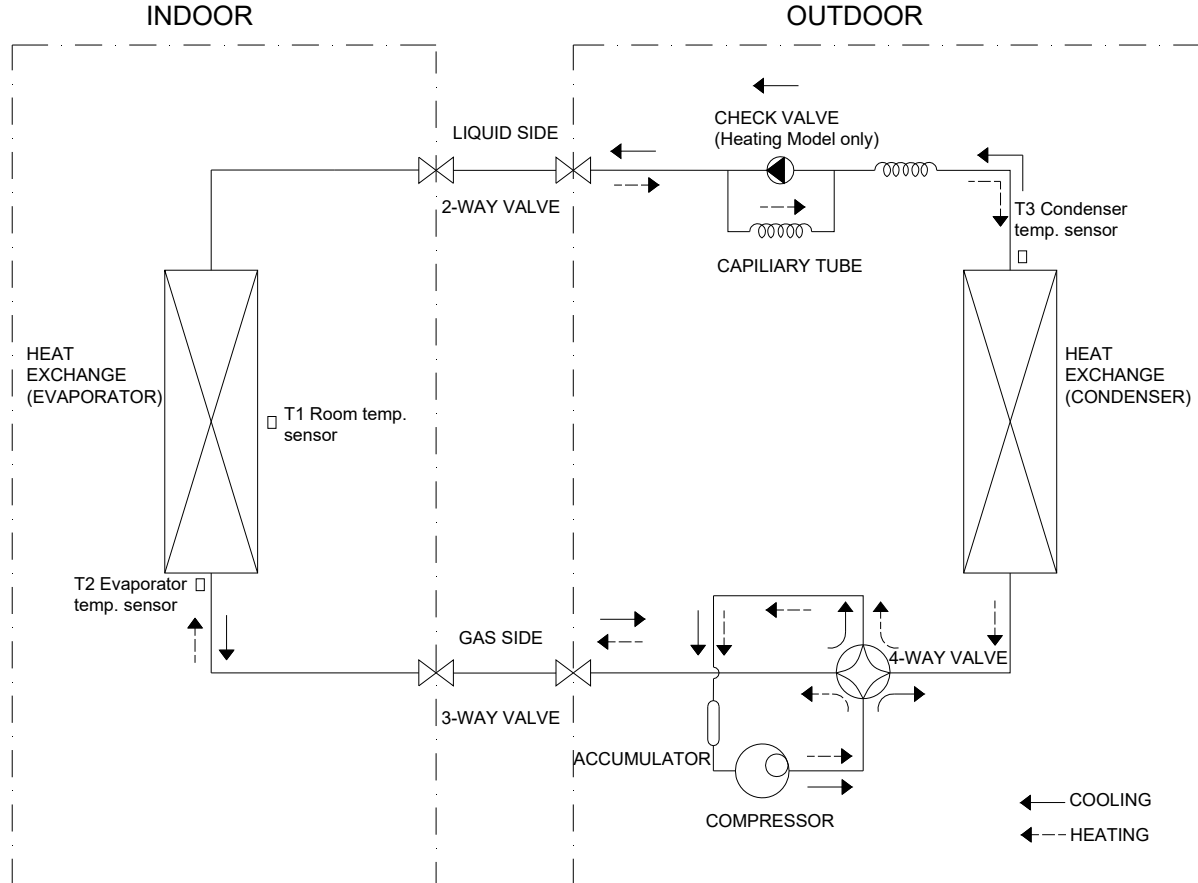 INDOOR
OUTDOOR
LIQUID SIDE
CHECK VALVE
(Heating Model only)
2-WAY VALVE
T3 Condenser
temp. sensor
CAPILIARY TUBE
HEAT
EXCHANGE
(EVAPORATOR)
T1 Room temp.
sensor
HEAT
EXCHANGE
(CONDENSER)
T2 Evaporator
temp. sensor
GAS SIDE
4-WAY VALVE
3-WAY VALVE
ACCUMULATOR
COMPRESSOR
COOLING
HEATING